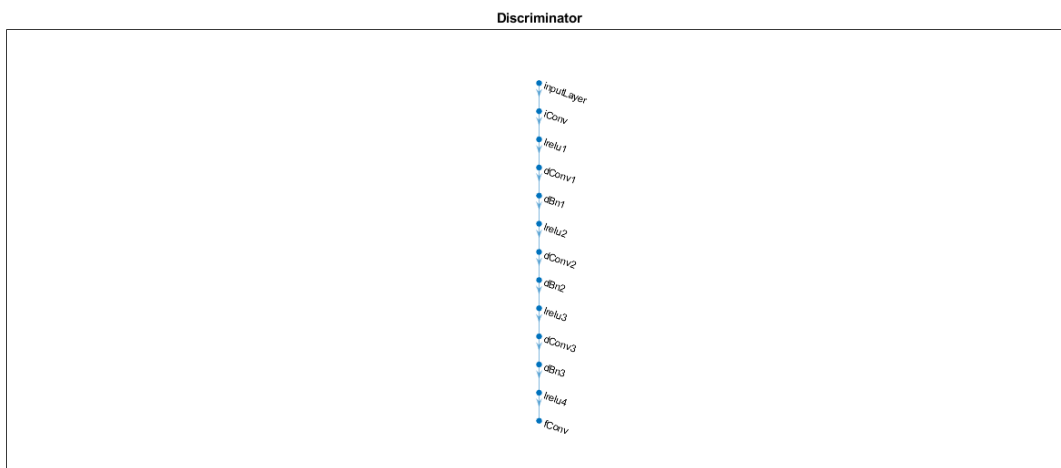 Discriminator
inputLayer
iConv
lrelu1
dConv1
dBn1
lrelu2
dConv2
dBn2
lrelu3
dConv3
dBn3
lrelu4
fConv